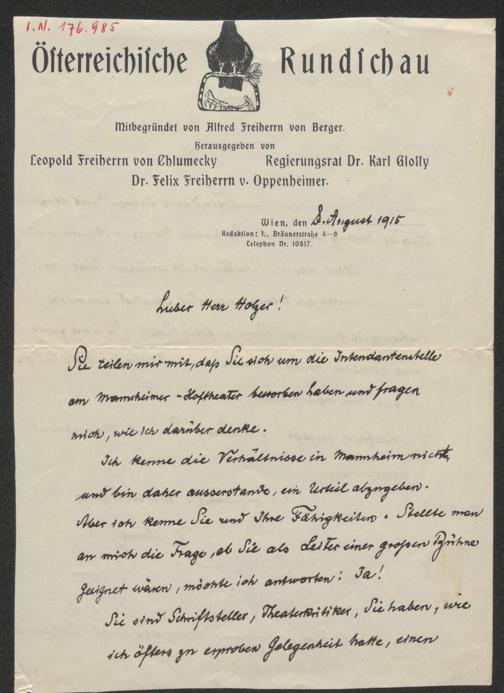 I.N. 176.985
Österreichische Rundschau
Mitbegründet von Alfred Freiherrn von Berger.
Herausgegeben von
Leopold Freiherrn von Chlumecky Regierungsrat Dr. Karl Glossy
Dr. Felix Freiherrn v. Oppenheimer.
Wien, den 2. August 1915
Redaktion: I., Bräunerstraße 4–6
Telephon Nr. 10817.
Lieber Herr Holzer!
Sie teilen mir mit, daß Sie sich um die Intendantenstelle
am Mannheimer-Hoftheater beworben haben und fragen
mich, wie ich darüber denke.
Ich kenne die Verhältnisse in Mannheim nicht,
und bin daher ausserstande, ein Urteil abzugeben.
Aber ich kenne Sie und Ihre Fähigkeiten. Stellte man
an mich die Frage, ob Sie als Leiter einer großen Bühne
geeignet wären, möchte ich antworten: Ja!
Sie sind Schriftsteller, Theaterkritiker, Sie haben, wie
ich öfters zu erproben Gelegenheit hatte, einen